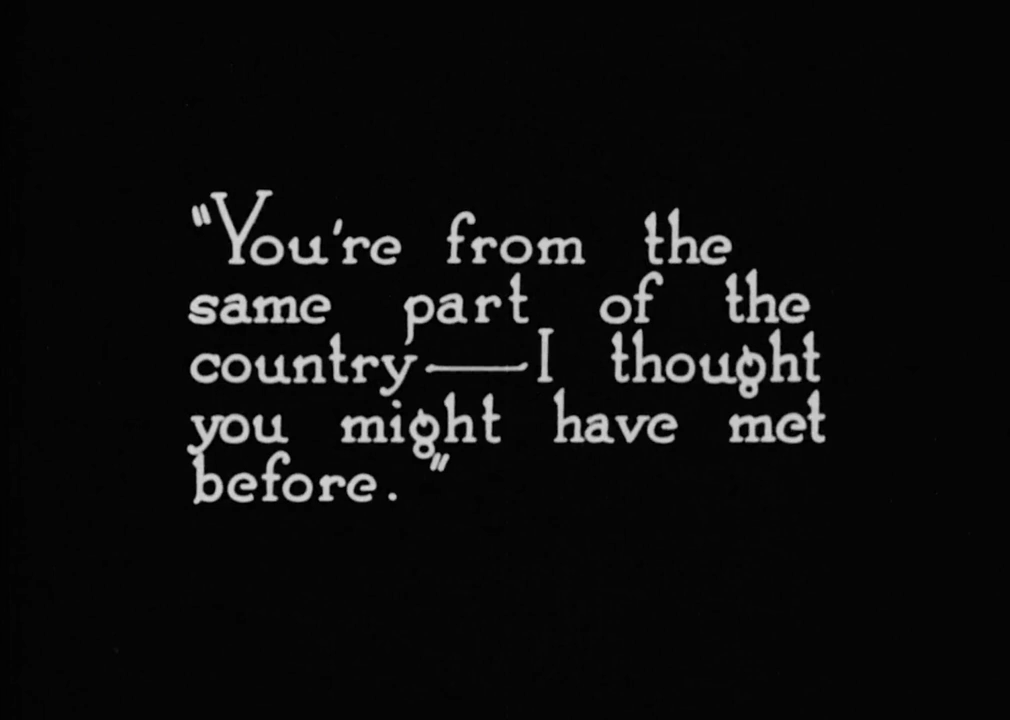 "You're from the
same part of the
country—I thought
you might have met
before."